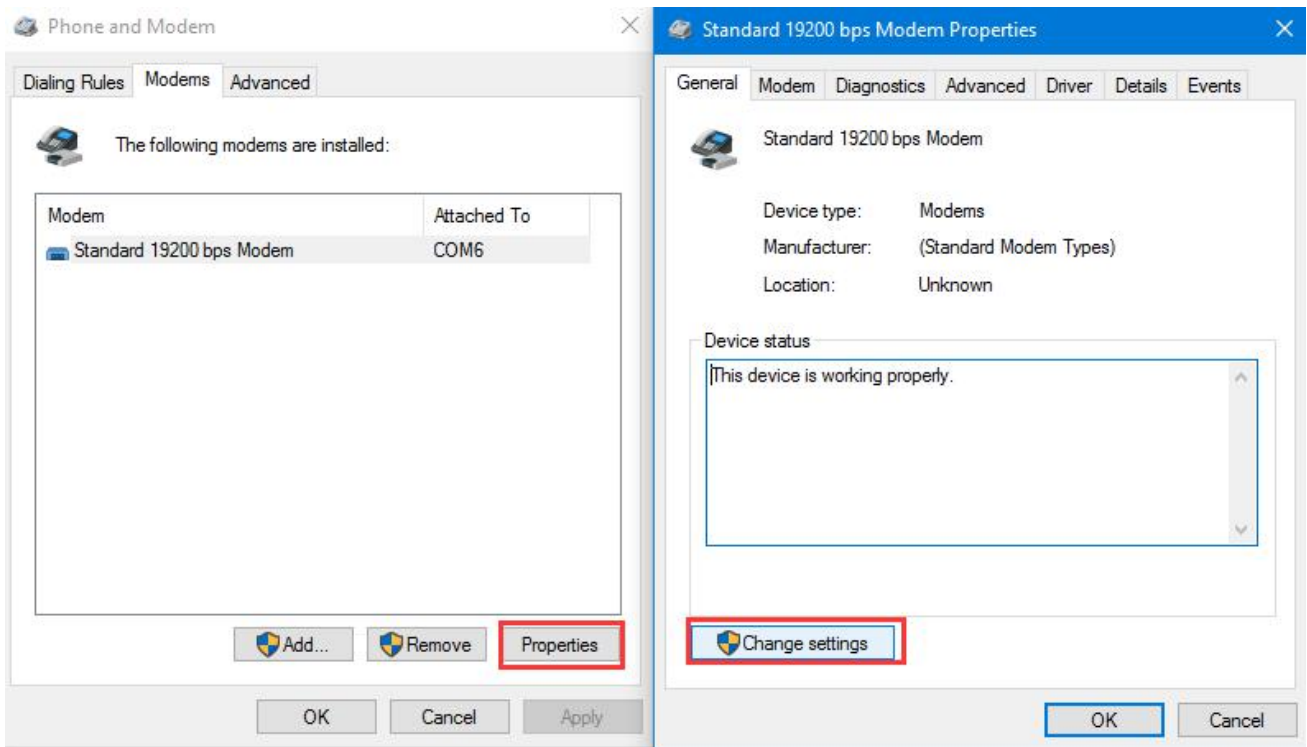 Phone and Modem
Dialing Rules Modems Advanced
The following modems are installed:
Modem Attached To
Standard 19200 bps Modem COM6
Add... Remove Properties
OK Cancel Apply
Standard 19200 bps Modem Properties
General Modem Diagnostics Advanced Driver Details Events
Standard 19200 bps Modem
Device type: Modems
Manufacturer: (Standard Modem Types)
Location: Unknown
Device status
This device is working properly.
Change settings
OK Cancel